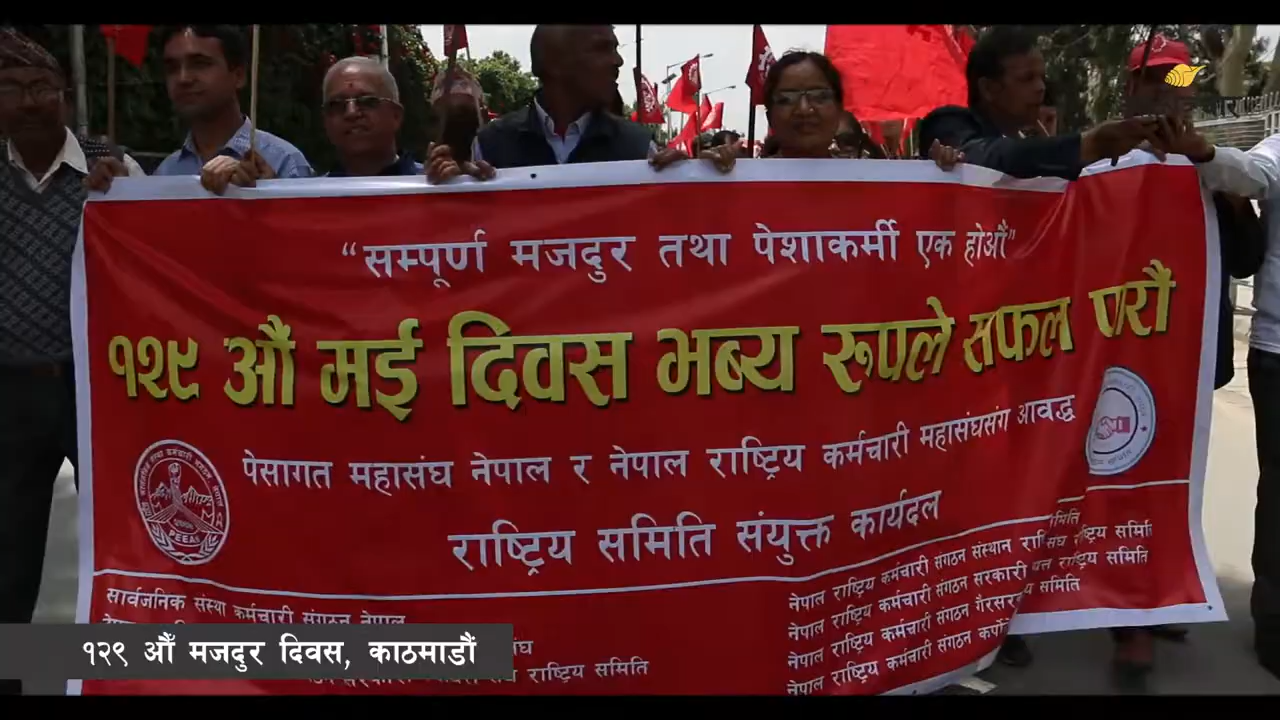 “सम्पूर्ण मजदुर तथा पेशाकर्मी एक होऔं”
१२९ औं मई दिवस भब्य रूपले सफल पारौं
पेसागत महासंघ नेपाल र नेपाल राष्ट्रिय कर्मचारी महासंघसंग आवद्ध
राष्ट्रिय समिति संयुक्त कार्यदल
PEEAN
सार्वजनिक संस्था कर्मचारी संगठन नेपाल
राष्ट्रिय समिति
नेपाल राष्ट्रिय कर्मचारी संगठन संस्थान
नेपाल राष्ट्रिय कर्मचारी संगठन सरकारी
नेपाल राष्ट्रिय कर्मचारी संगठन
नेपाल राष्ट्रिय कर्मचारी संगठन
समिति
राष्ट्रिय समिति
राष्ट्रिय समिति
समिति
१२९ औँ मजदुर दिवस, काठमाडौं